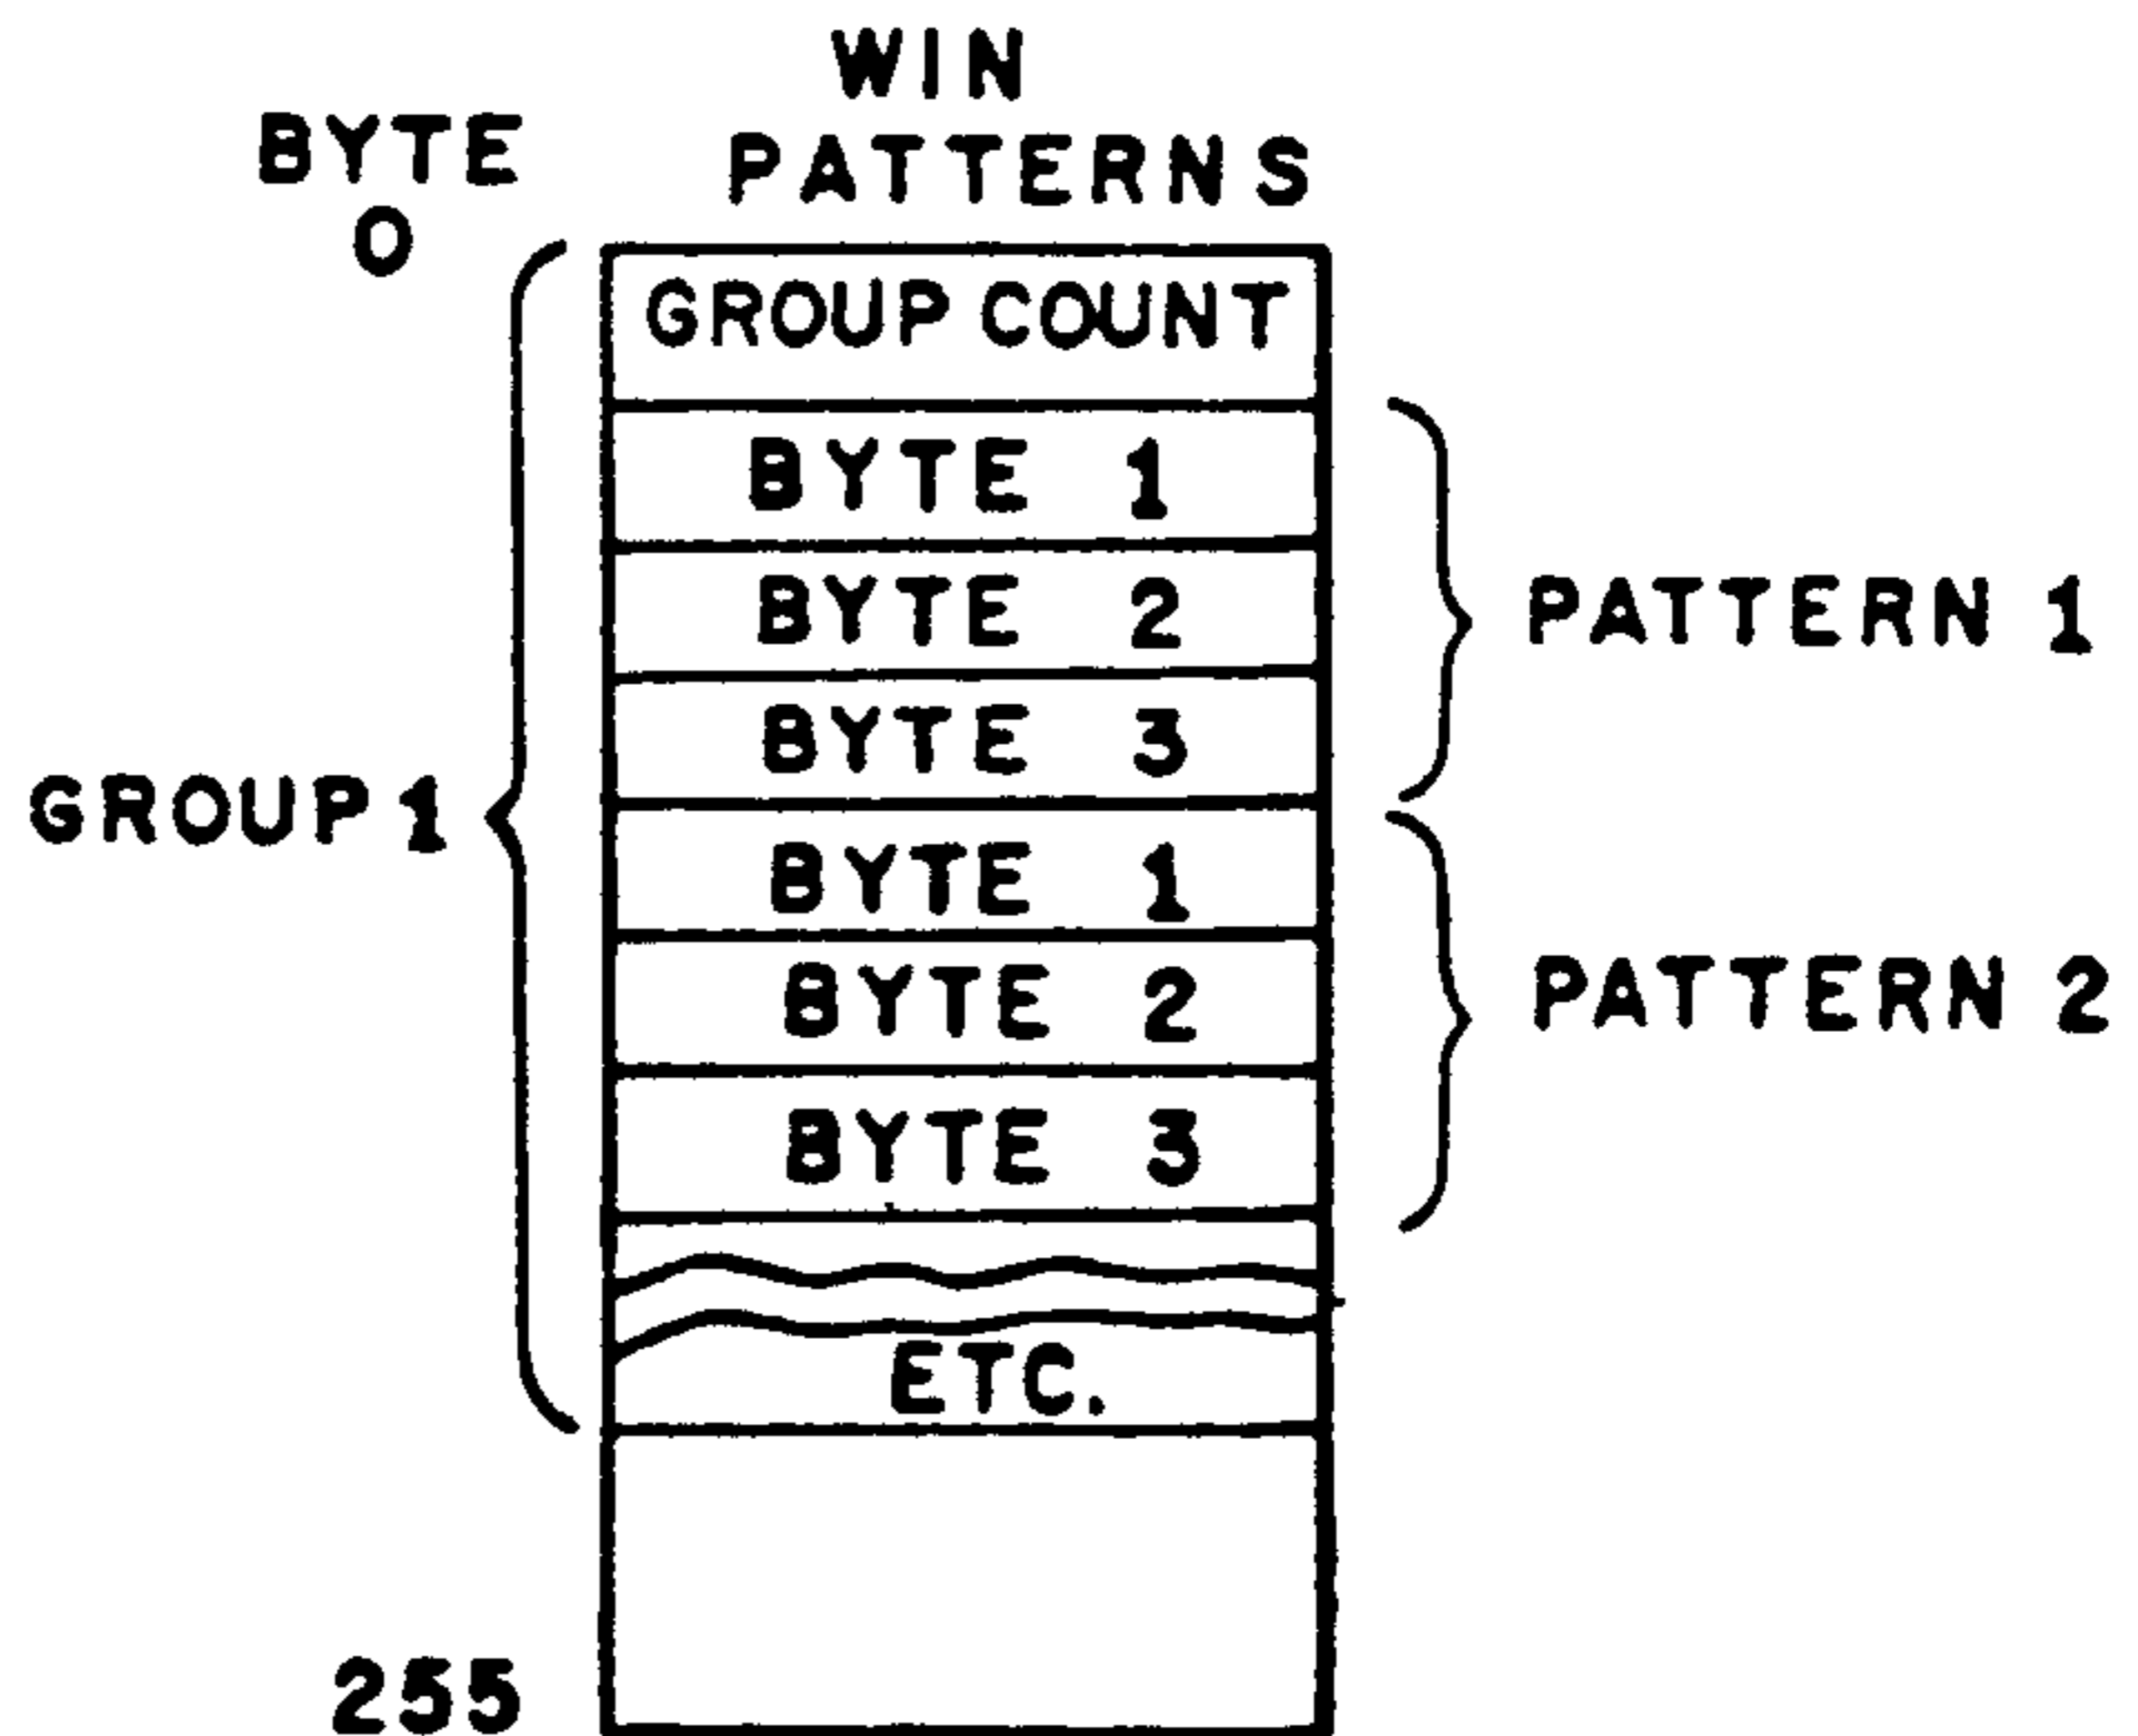 WIN
PATTERNS
BYTE
0
GROUP COUNT
BYTE 1
BYTE 2
BYTE 3
PATTERN 1
GROUP 1
BYTE 1
BYTE 2
BYTE 3
PATTERN 2
ETC.
255